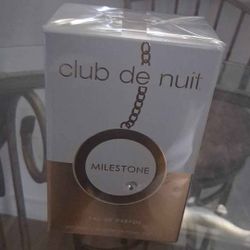 club de nuit
MILESTONE
EAU DE PARFUM